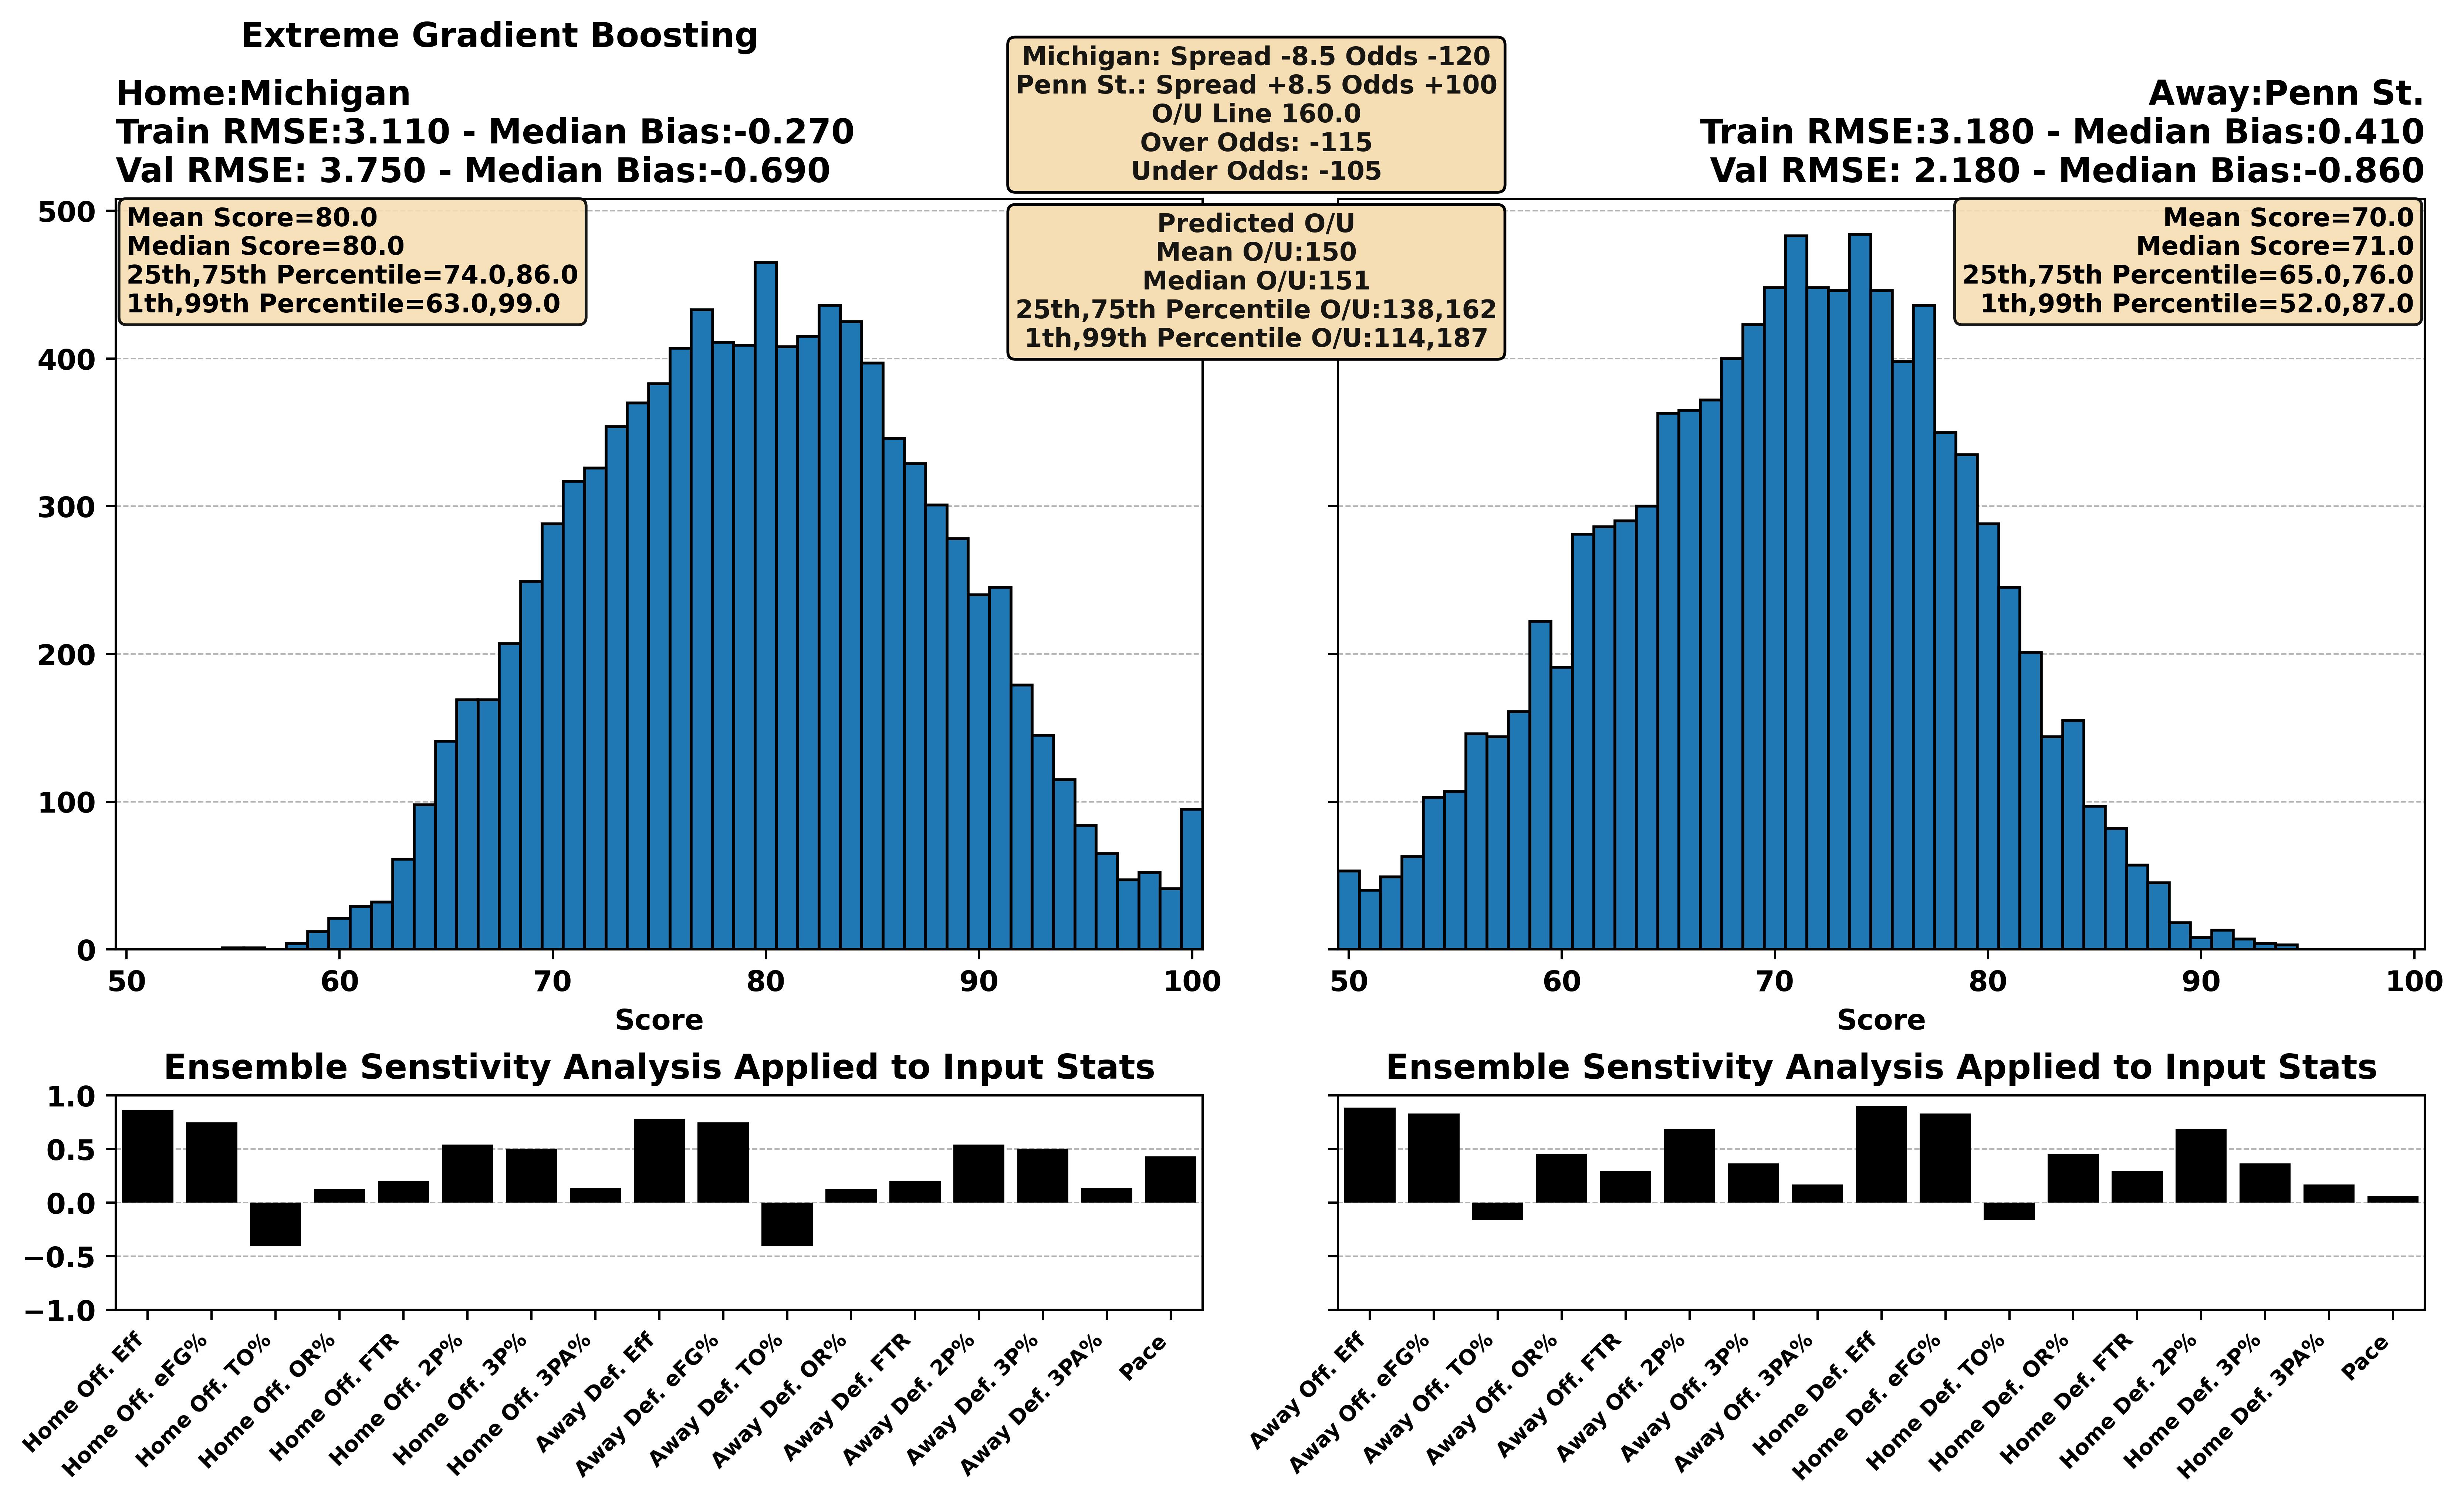 Extreme Gradient Boosting
Home:Michigan
Train RMSE:3.110 - Median Bias:-0.270
Val RMSE: 3.750 - Median Bias:-0.690
Michigan: Spread -8.5 Odds -120
Penn St.: Spread +8.5 Odds +100
O/U Line 160.0
Over Odds: -115
Under Odds: -105
Away:Penn St.
Train RMSE:3.180 - Median Bias:0.410
Val RMSE: 2.180 - Median Bias:-0.860
Mean Score=80.0
Median Score=80.0
25th,75th Percentile=74.0,86.0
1th,99th Percentile=63.0,99.0
Predicted O/U
Mean O/U:150
Median O/U:151
25th,75th Percentile O/U:138,162
1th,99th Percentile O/U:114,187
Mean Score=70.0
Median Score=71.0
25th,75th Percentile=65.0,76.0
1th,99th Percentile=52.0,87.0
500
400
300
200
100
0
50 60 70 80 90 100
Score
50 60 70 80 90 100
Score
Ensemble Senstivity Analysis Applied to Input Stats
1.0
0.5
0.0
−0.5
−1.0
Home Off. Eff
Home Off. eFG%
Home Off. TO%
Home Off. OR%
Home Off. FTR
Home Off. 2P%
Home Off. 3P%
Home Off. 3PA%
Away Def. Eff
Away Def. eFG%
Away Def. TO%
Away Def. OR%
Away Def. FTR
Away Def. 2P%
Away Def. 3P%
Away Def. 3PA%
Pace
Ensemble Senstivity Analysis Applied to Input Stats
Away Off. Eff
Away Off. eFG%
Away Off. TO%
Away Off. OR%
Away Off. FTR
Away Off. 2P%
Away Off. 3P%
Away Off. 3PA%
Home Def. Eff
Home Def. eFG%
Home Def. TO%
Home Def. OR%
Home Def. FTR
Home Def. 2P%
Home Def. 3P%
Home Def. 3PA%
Pace